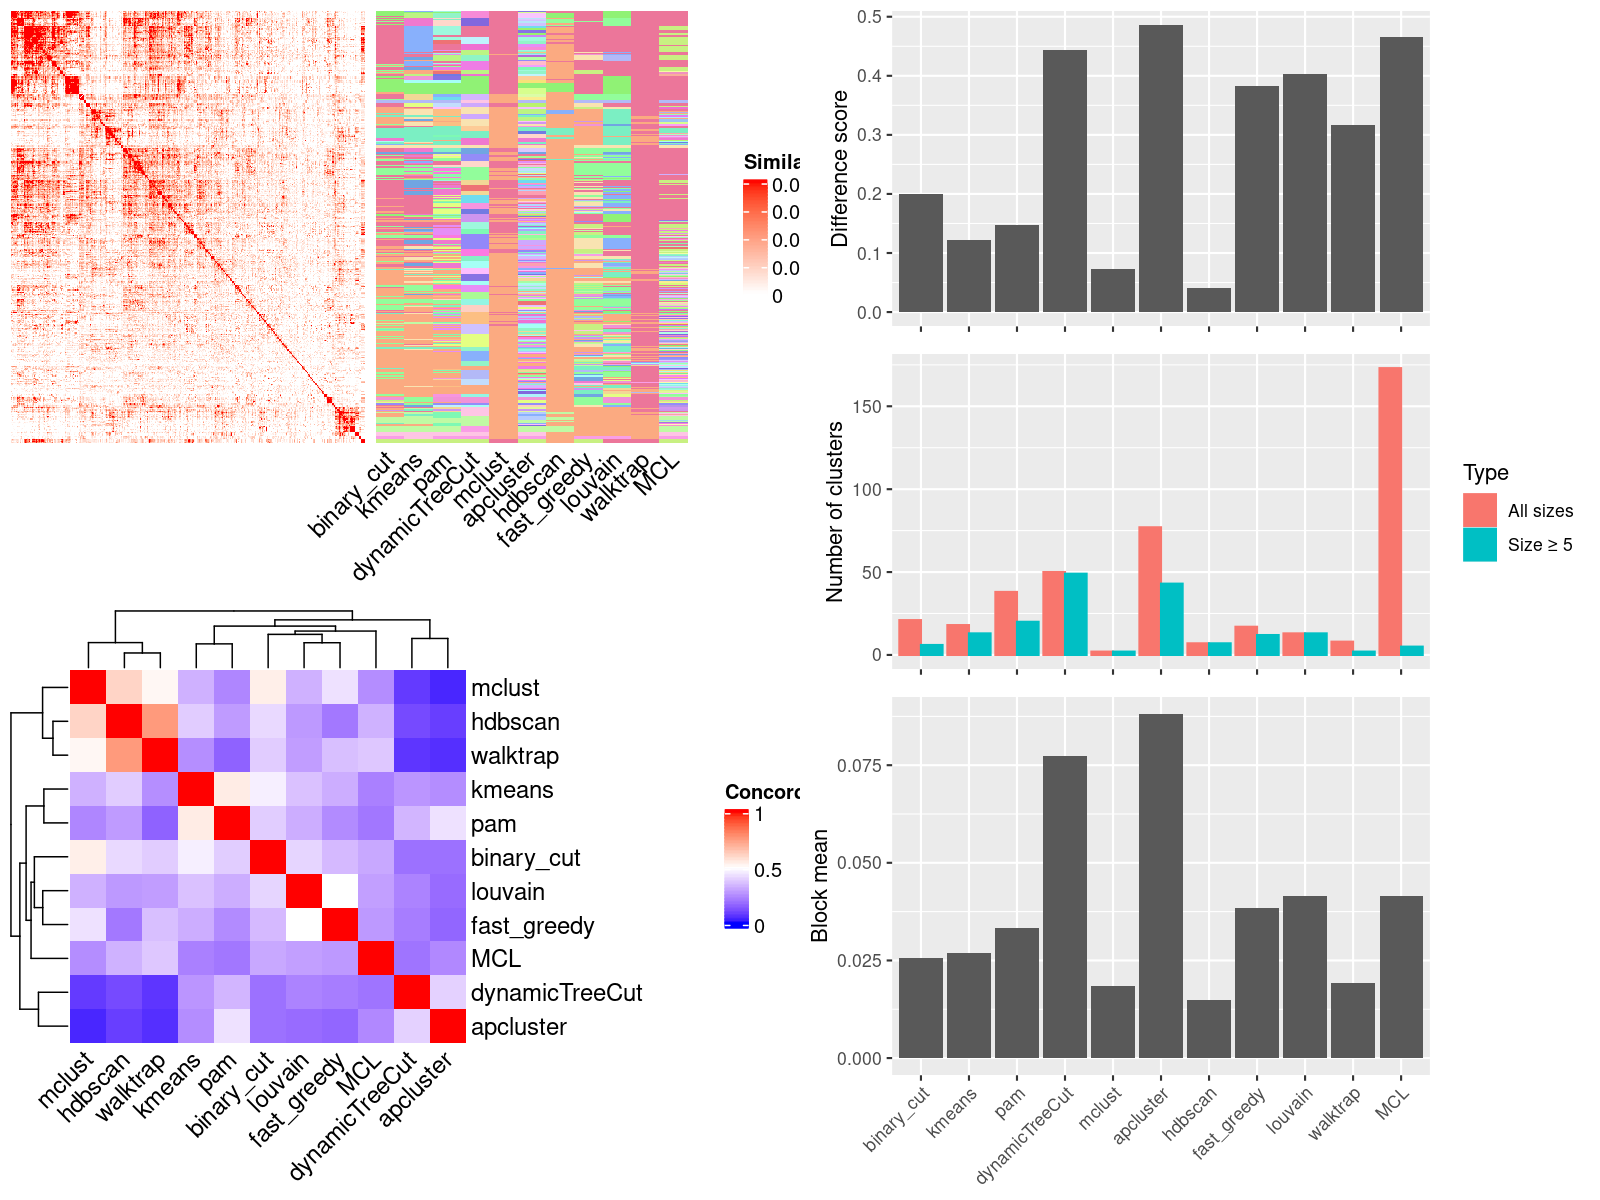 Simila
0.0
0.0
0.0
0.0
0
binary_cut
kmeans
pam
dynamicTreeCut
mclust
apcluster
hdbscan
fast_greedy
louvain
walktrap
MCL
mclust
hdbscan
walktrap
kmeans
pam
binary_cut
louvain
fast_greedy
MCL
dynamicTreeCut
apcluster
Concord
1
0.5
0
mclust
hdbscan
walktrap
kmeans
pam
binary_cut
louvain
fast_greedy
MCL
dynamicTreeCut
apcluster
Difference score
0.5
0.4
0.3
0.2
0.1
0.0
Number of clusters
150
100
50
0
Type
All sizes
Size ≥ 5
Block mean
0.075
0.050
0.025
0.000
binary_cut
kmeans
pam
dynamicTreeCut
mclust
apcluster
hdbscan
fast_greedy
louvain
walktrap
MCL